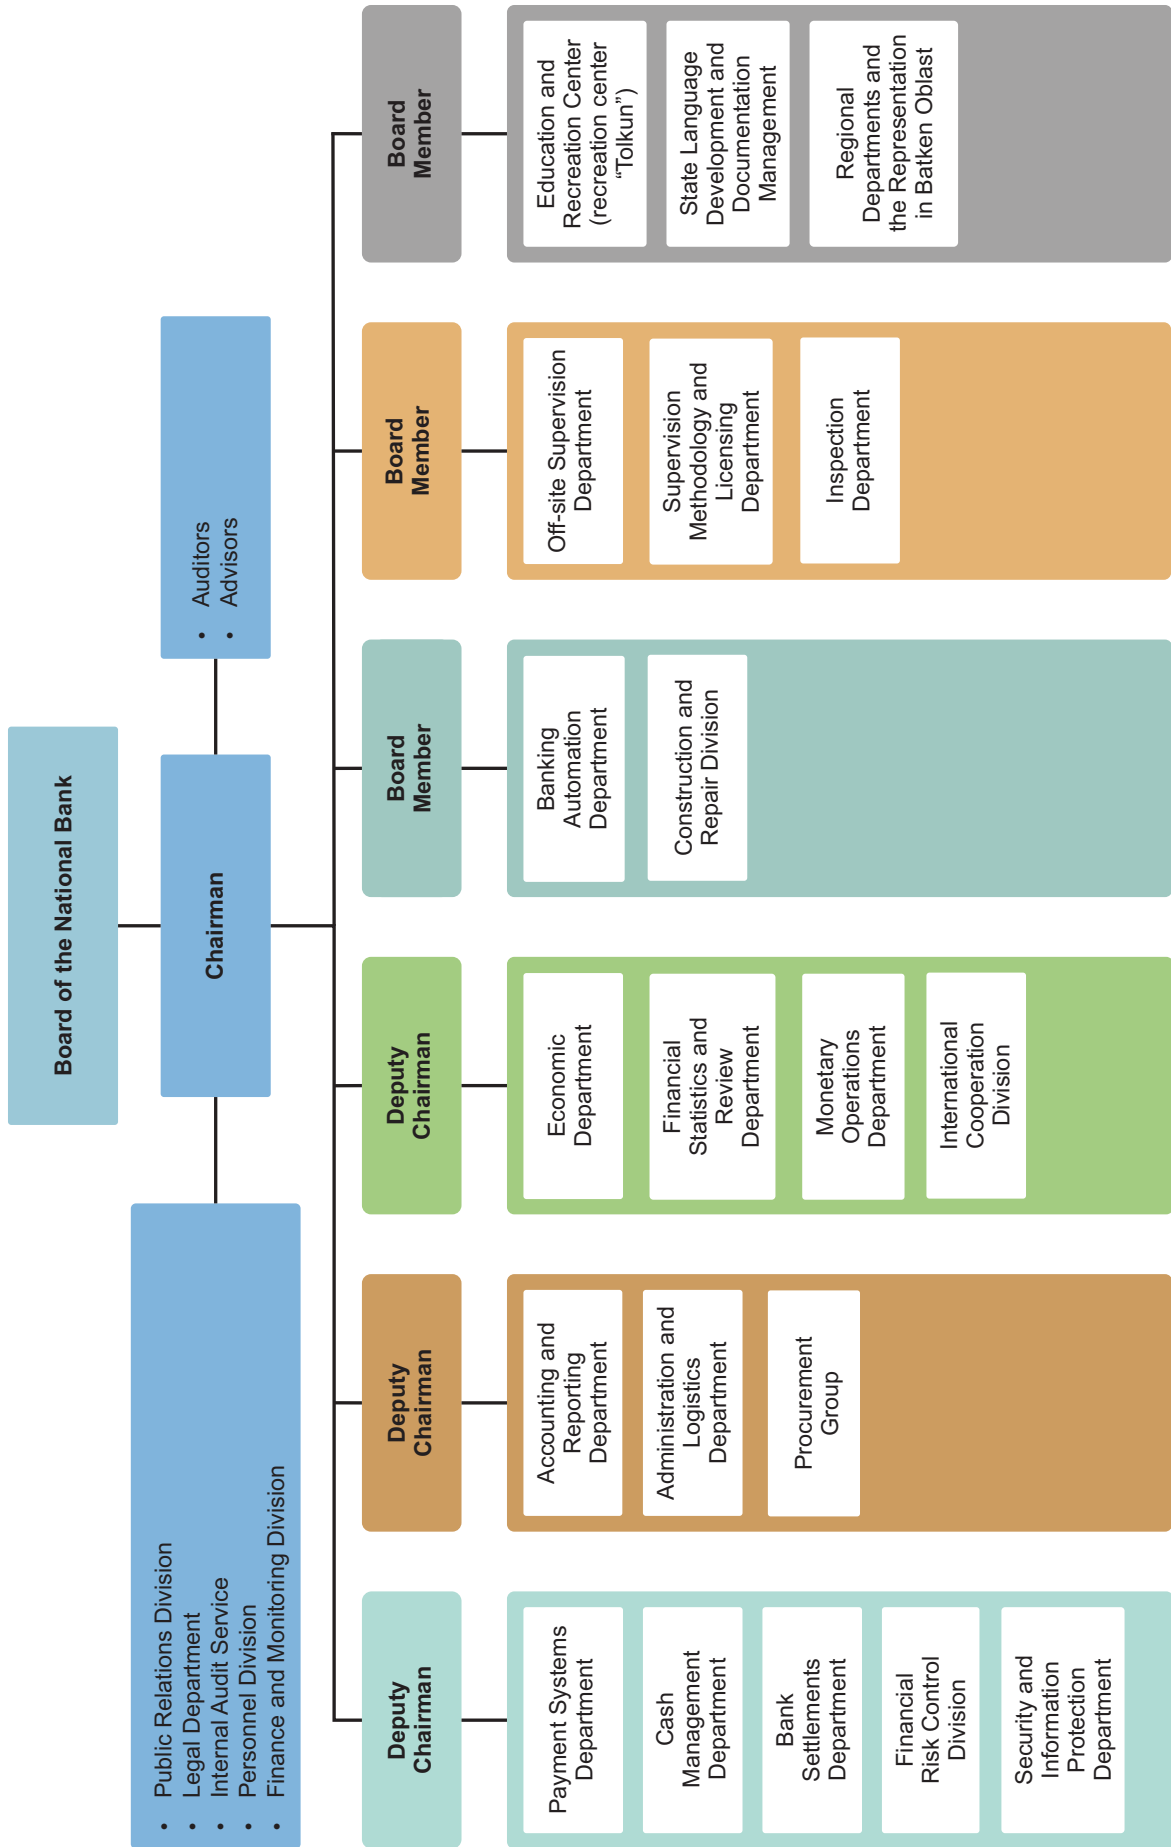 Board of the National Bank
• Public Relations Division
• Legal Department
• Internal Audit Service
• Personnel Division
• Finance and Monitoring Division
Chairman
• Auditors
• Advisors
Deputy
Chairman
Payment Systems
Department
Cash
Management
Department
Bank
Settlements
Department
Financial
Risk Control
Division
Security and
Information
Protection
Department
Deputy
Chairman
Accounting and
Reporting
Department
Administration and
Logistics
Department
Procurement
Group
Deputy
Chairman
Economic
Department
Financial
Statistics and
Review
Department
Monetary
Operations
Department
International
Cooperation
Division
Board
Member
Banking
Automation
Department
Construction and
Repair Division
Board
Member
Off-site Supervision
Department
Supervision
Methodology and
Licensing
Department
Inspection
Department
Board
Member
Education and
Recreation Center
(recreation center
“Tolkun”)
State Language
Development and
Documentation
Management
Regional
Departments and
the Representation
in Batken Oblast